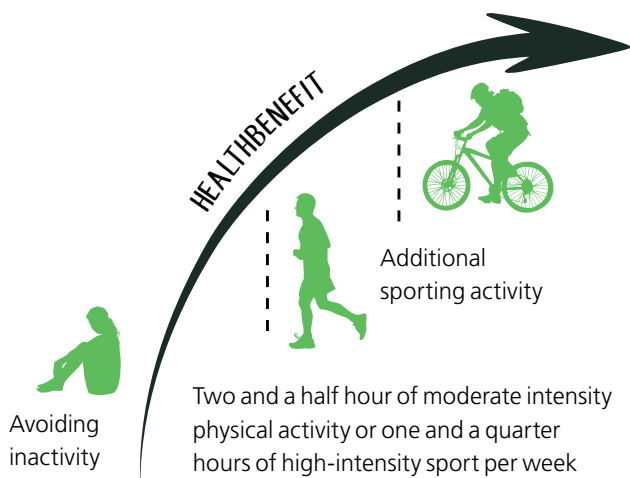 HEALTHBENEFIT
Additional
sporting activity
Avoiding
inactivity
Two and a half hour of moderate intensity
physical activity or one and a quarter
hours of high-intensity sport per week